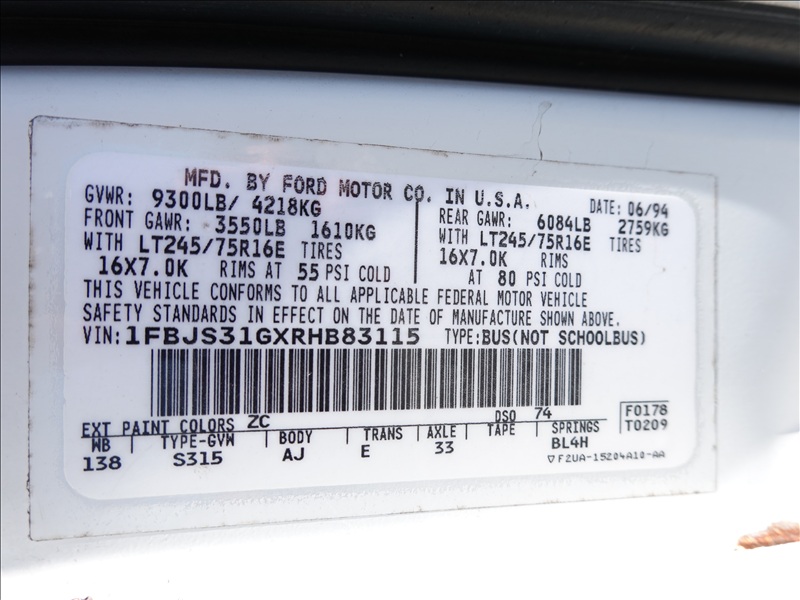 MFD. BY FORD MOTOR CO. IN U.S.A.
GVWR: 9300LB/ 4218KG DATE: 06/94
FRONT GAWR: 3550LB 1610KG REAR GAWR: 6084LB 2759KG
WITH LT245/75R16E TIRES WITH LT245/75R16E TIRES
16X7.0K RIMS AT 55 PSI COLD 16X7.0K RIMS AT 80 PSI COLD
THIS VEHICLE CONFORMS TO ALL APPLICABLE FEDERAL MOTOR VEHICLE
SAFETY STANDARDS IN EFFECT ON THE DATE OF MANUFACTURE SHOWN ABOVE.
VIN: 1FBJS31GXRHB83115 TYPE: BUS(NOT SCHOOLBUS)
EXT PAINT COLORS ZC DSO 74 F0178
WB TYPE-GVW BODY TRANS AXLE TAPE SPRINGS T0209
138 S315 AJ E 33 BL4H
▽F2UA-15204A10-AA